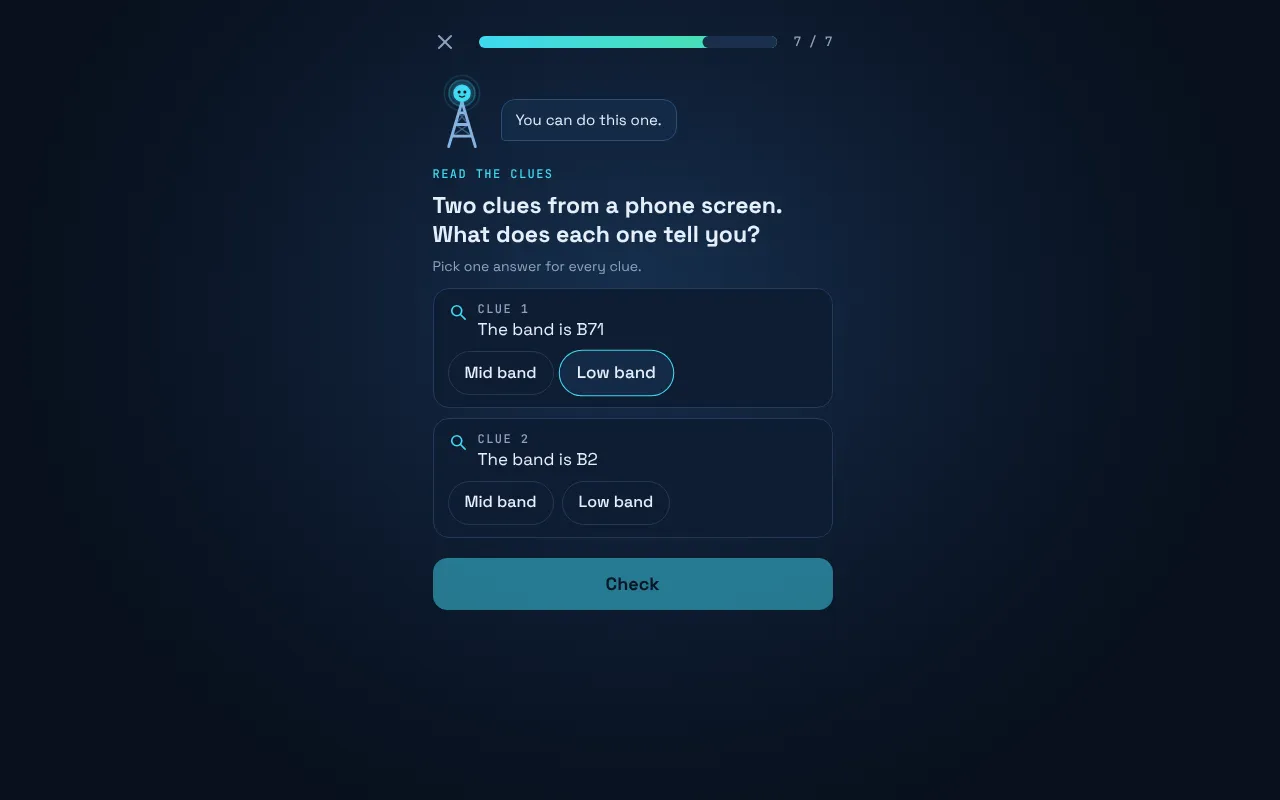 7 / 7
You can do this one.
READ THE CLUES
Two clues from a phone screen.
What does each one tell you?
Pick one answer for every clue.
CLUE 1
The band is B71
Mid band
Low band
CLUE 2
The band is B2
Mid band
Low band
Check